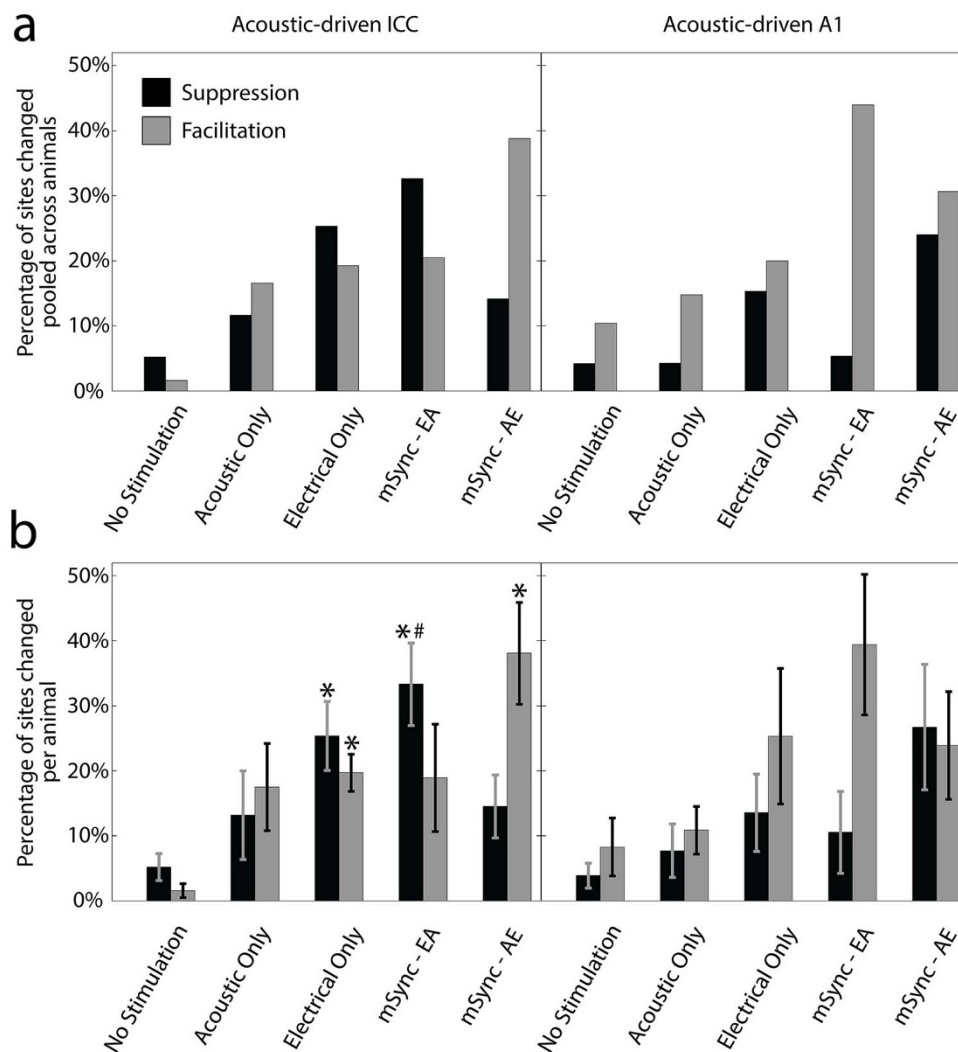 a
Acoustic-driven ICC
Acoustic-driven A1
Percentage of sites changed
pooled across animals
50%
40%
30%
20%
10%
0%
Suppression
Facilitation
No Stimulation
Acoustic Only
Electrical Only
mSync - EA
mSync - AE
No Stimulation
Acoustic Only
Electrical Only
mSync - EA
mSync - AE
b
Percentage of sites changed
per animal
50%
40%
30%
20%
10%
0%
*
*
*#
*
No Stimulation
Acoustic Only
Electrical Only
mSync - EA
mSync - AE
No Stimulation
Acoustic Only
Electrical Only
mSync - EA
mSync - AE